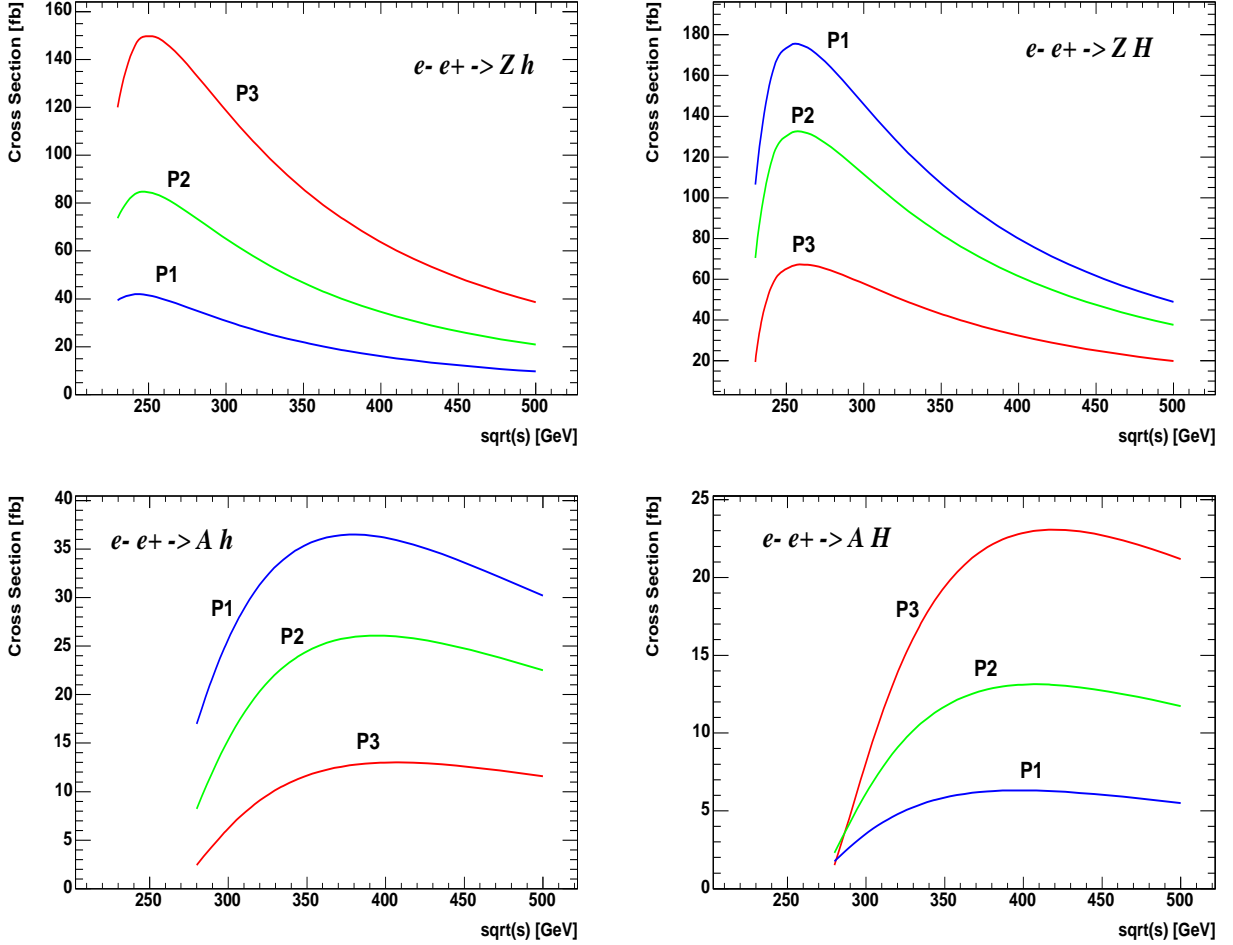 Cross Section [fb]
160
140
120
100
80
60
40
20
0
e- e+ -> Z h
P3
P2
P1
250 300 350 400 450 500
sqrt(s) [GeV]
Cross Section [fb]
180
160
140
120
100
80
60
40
20
e- e+ -> Z H
P1
P2
P3
250 300 350 400 450 500
sqrt(s) [GeV]
Cross Section [fb]
40
35
30
25
20
15
10
5
0
e- e+ -> A h
P1
P2
P3
250 300 350 400 450 500
sqrt(s) [GeV]
Cross Section [fb]
25
20
15
10
5
0
e- e+ -> A H
P3
P2
P1
250 300 350 400 450 500
sqrt(s) [GeV]